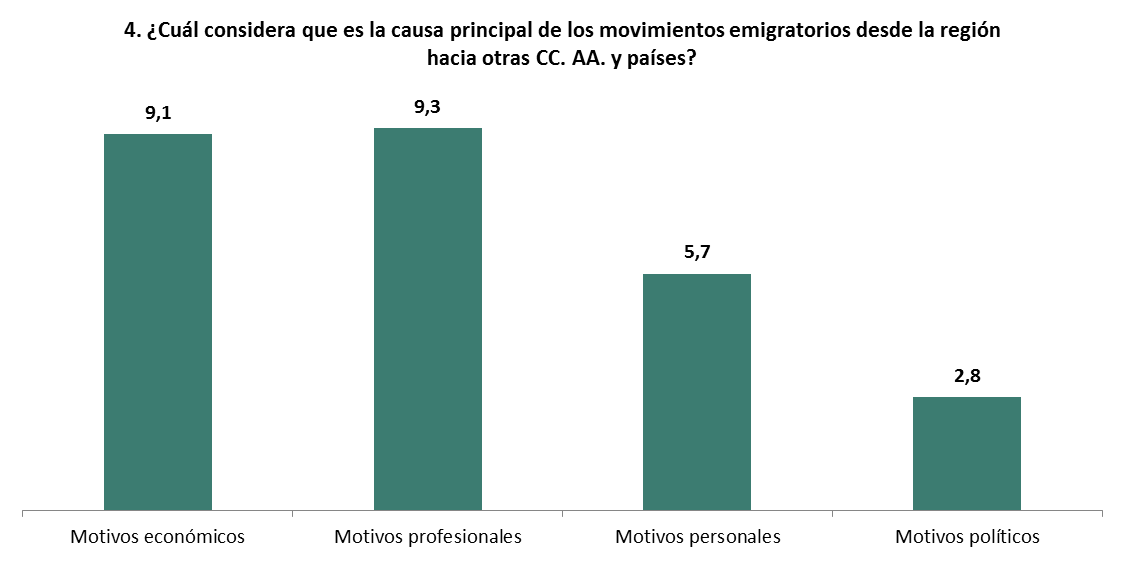 4. ¿Cuál considera que es la causa principal de los movimientos emigratorios desde la región
hacia otras CC. AA. y países?
9,1
9,3
5,7
2,8
Motivos económicos
Motivos profesionales
Motivos personales
Motivos políticos